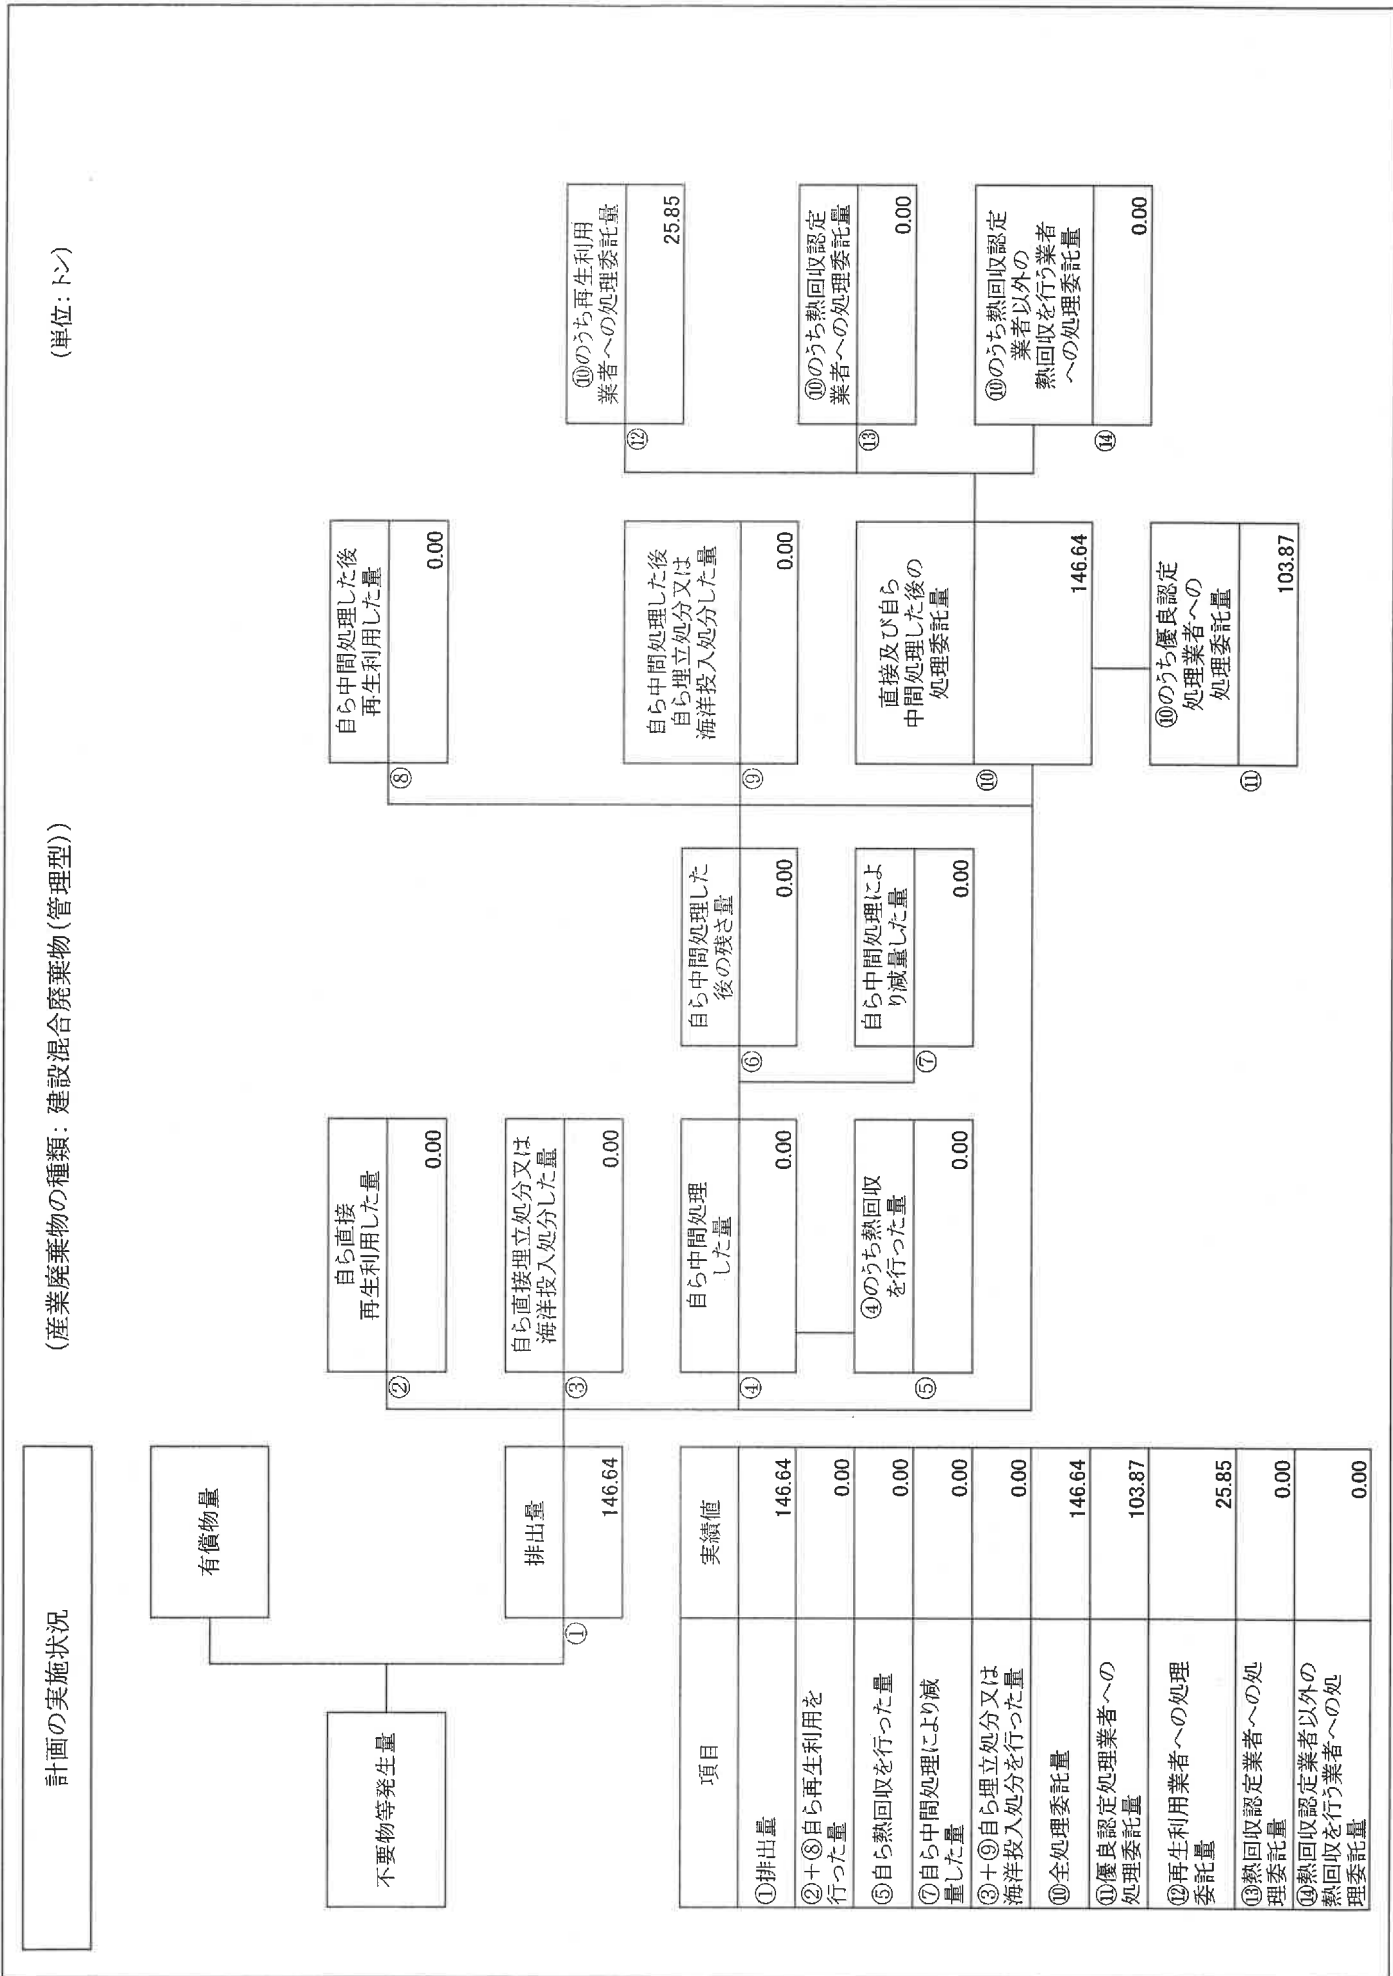 計画の実施状況
(産業廃棄物の種類: 建設混合廃棄物(管理型))
(単位: トン)
有償物量
不要物等発生量
①
排出量
146.64
②
自ら直接
再生利用した量
0.00
③
自ら直接埋立処分又は
海洋投入処分した量
0.00
④
自ら中間処理
した量
0.00
⑤
④のうち熱回収
を行った量
0.00
⑥
自ら中間処理した
後の残さ量
0.00
⑦
自ら中間処理によ
り減量した量
0.00
⑧
自ら中間処理した後
再生利用した量
0.00
⑨
自ら中間処理した後
自ら埋立処分又は
海洋投入処分した量
0.00
⑩
直接及び自ら
中間処理した後の
処理委託量
146.64
⑪
⑩のうち優良認定
処理業者への
処理委託量
103.87
⑫
⑩のうち再生利用
業者への処理委託量
25.85
⑬
⑩のうち熱回収認定
業者への処理委託量
0.00
⑭
⑩のうち熱回収認定
業者以外の
熱回収を行う業者
への処理委託量
0.00
項目
実績値
①排出量
146.64
②+⑧自ら再生利用を
行った量
0.00
⑤自ら熱回収を行った量
0.00
⑦自ら中間処理により減
量した量
0.00
③+⑨自ら埋立処分又は
海洋投入処分を行った量
0.00
⑩全処理委託量
146.64
⑪優良認定処理業者への
処理委託量
103.87
⑫再生利用業者への処理
委託量
25.85
⑬熱回収認定業者への処
理委託量
0.00
⑭熱回収認定業者以外の
熱回収を行う業者への処
理委託量
0.00